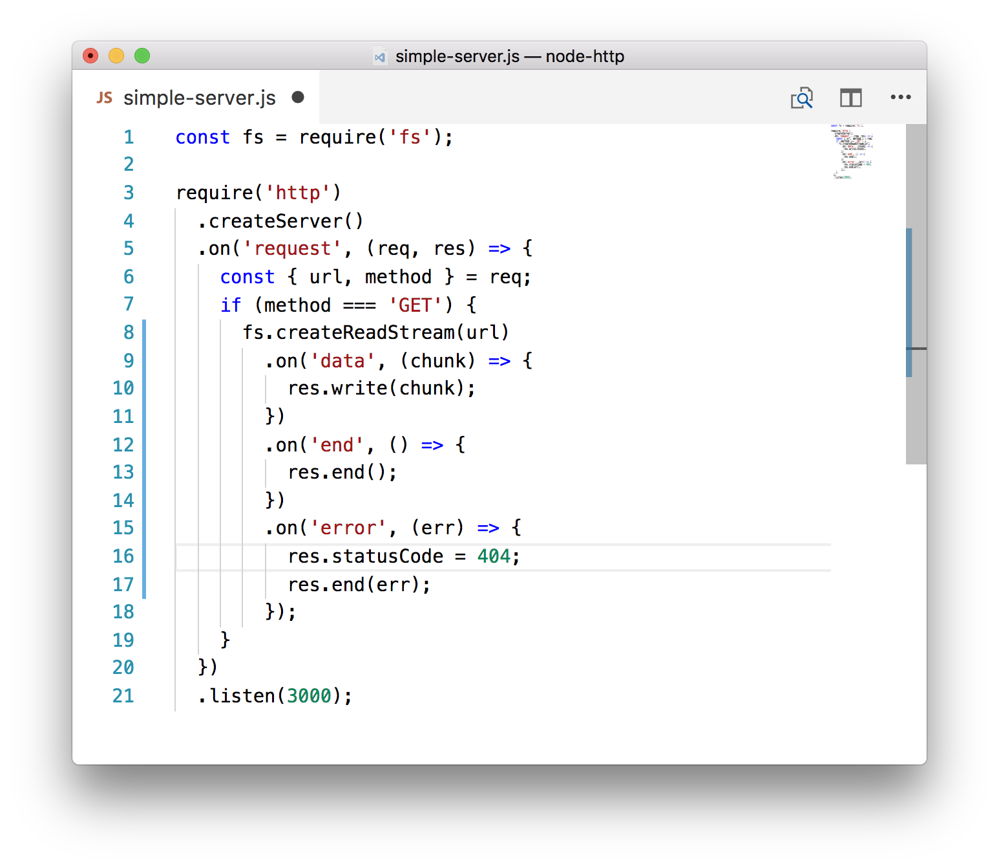 simple-server.js — node-http
JS simple-server.js
1 const fs = require('fs');
2
3 require('http')
4   .createServer()
5   .on('request', (req, res) => {
6     const { url, method } = req;
7     if (method === 'GET') {
8       fs.createReadStream(url)
9         .on('data', (chunk) => {
10           res.write(chunk);
11         })
12         .on('end', () => {
13           res.end();
14         })
15         .on('error', (err) => {
16           res.statusCode = 404;
17           res.end(err);
18         });
19     }
20   })
21   .listen(3000);